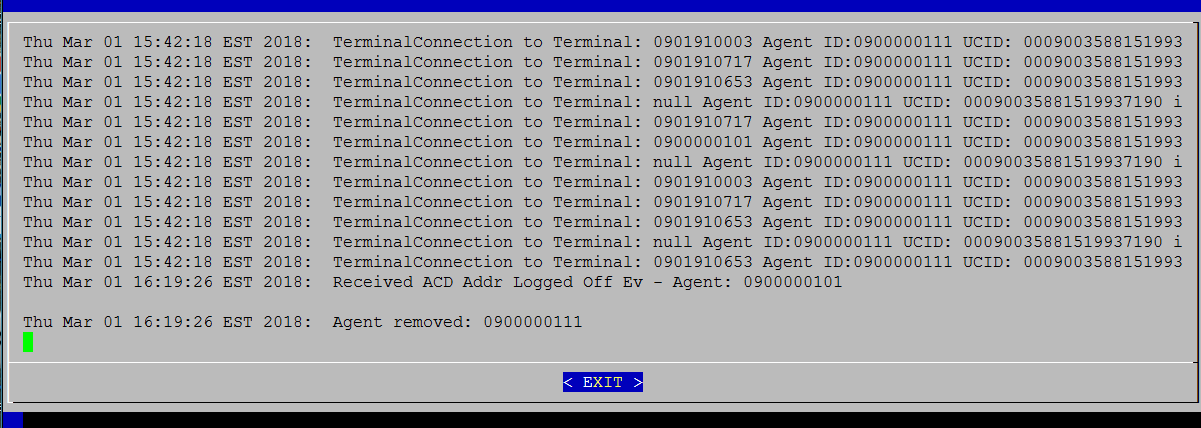 Thu Mar 01 15:42:18 EST 2018:  TerminalConnection to Terminal: 0901910003 Agent ID:0900000111 UCID: 0009003588151993
Thu Mar 01 15:42:18 EST 2018:  TerminalConnection to Terminal: 0901910717 Agent ID:0900000111 UCID: 0009003588151993
Thu Mar 01 15:42:18 EST 2018:  TerminalConnection to Terminal: 0901910653 Agent ID:0900000111 UCID: 0009003588151993
Thu Mar 01 15:42:18 EST 2018:  TerminalConnection to Terminal: null Agent ID:0900000111 UCID: 00090035881519937190 i
Thu Mar 01 15:42:18 EST 2018:  TerminalConnection to Terminal: 0901910717 Agent ID:0900000111 UCID: 0009003588151993
Thu Mar 01 15:42:18 EST 2018:  TerminalConnection to Terminal: 0900000101 Agent ID:0900000111 UCID: 0009003588151993
Thu Mar 01 15:42:18 EST 2018:  TerminalConnection to Terminal: null Agent ID:0900000111 UCID: 00090035881519937190 i
Thu Mar 01 15:42:18 EST 2018:  TerminalConnection to Terminal: 0901910003 Agent ID:0900000111 UCID: 0009003588151993
Thu Mar 01 15:42:18 EST 2018:  TerminalConnection to Terminal: 0901910717 Agent ID:0900000111 UCID: 0009003588151993
Thu Mar 01 15:42:18 EST 2018:  TerminalConnection to Terminal: 0901910653 Agent ID:0900000111 UCID: 0009003588151993
Thu Mar 01 15:42:18 EST 2018:  TerminalConnection to Terminal: null Agent ID:0900000111 UCID: 00090035881519937190 i
Thu Mar 01 15:42:18 EST 2018:  TerminalConnection to Terminal: 0901910653 Agent ID:0900000111 UCID: 0009003588151993
Thu Mar 01 16:19:26 EST 2018:  Received ACD Addr Logged Off Ev - Agent: 0900000101
Thu Mar 01 16:19:26 EST 2018:  Agent removed: 0900000111
< EXIT >